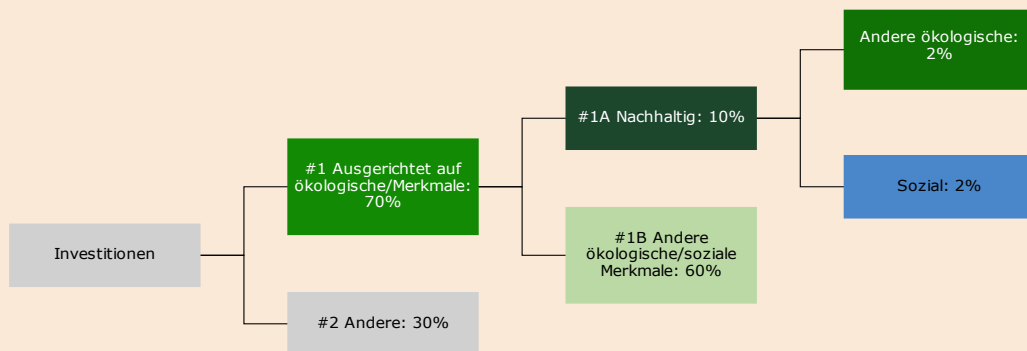 Investitionen
#1 Ausgerichtet auf
ökologische/Merkmale:
70%
#2 Andere: 30%
#1A Nachhaltig: 10%
#1B Andere
ökologische/soziale
Merkmale: 60%
Andere ökologische:
2%
Sozial: 2%